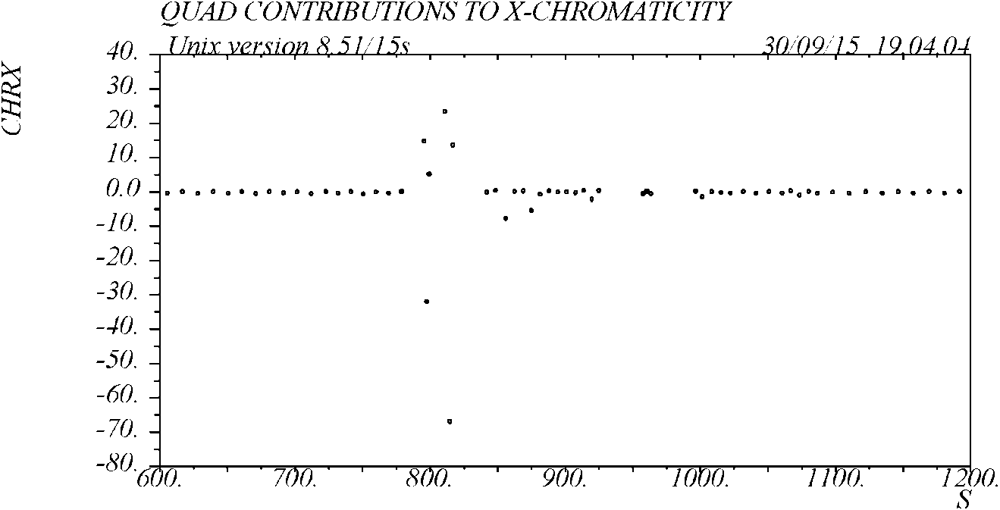 QUAD CONTRIBUTIONS TO X-CHROMATICITY
Unix version 8.51/15s 30/09/15 19.04.04
CHRX
40.
30.
20.
10.
0.0
-10.
-20.
-30.
-40.
-50.
-60.
-70.
-80.
600. 700. 800. 900. 1000. 1100. 1200.
S